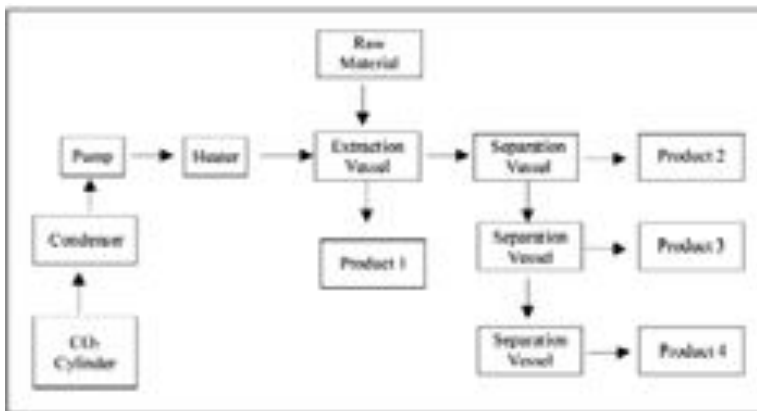 Raw
Material
Pump
Heater
Extraction
Vessel
Separation
Vessel
Product 2
Condensor
Product 1
Separation
Vessel
Product 3
CO₂
Cylinder
Separation
Vessel
Product 4